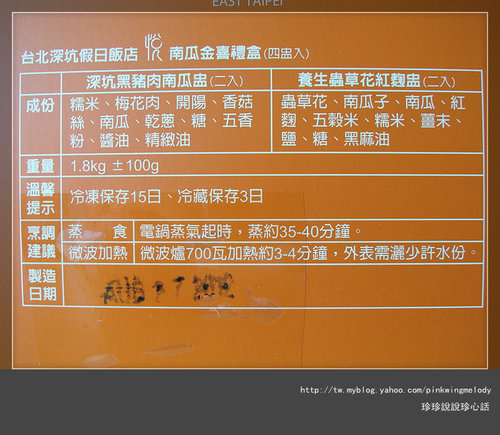 EAST TAIPEI
台北深坑假日飯店 悅 南瓜金喜禮盒(四盅入)
深坑黑豬肉南瓜盅(二入)
養生蟲草花紅麴盅(二入)
成份
糯米、梅花肉、開陽、香菇
絲、南瓜、乾蔥、糖、五香
粉、醬油、精緻油
蟲草花、南瓜子、南瓜、紅
麴、五穀米、糯米、薑末、
鹽、糖、黑麻油
重量
1.8kg ±100g
溫馨
提示
冷凍保存15日、冷藏保存3日
烹調
建議
蒸 食
電鍋蒸氣起時，蒸約35-40分鐘。
微波加熱
微波爐700瓦加熱約3-4分鐘，外表需灑少許水份。
製造
日期
http://tw.myblog.yahoo.com/pinkwingmelody
珍珍說說珍心話